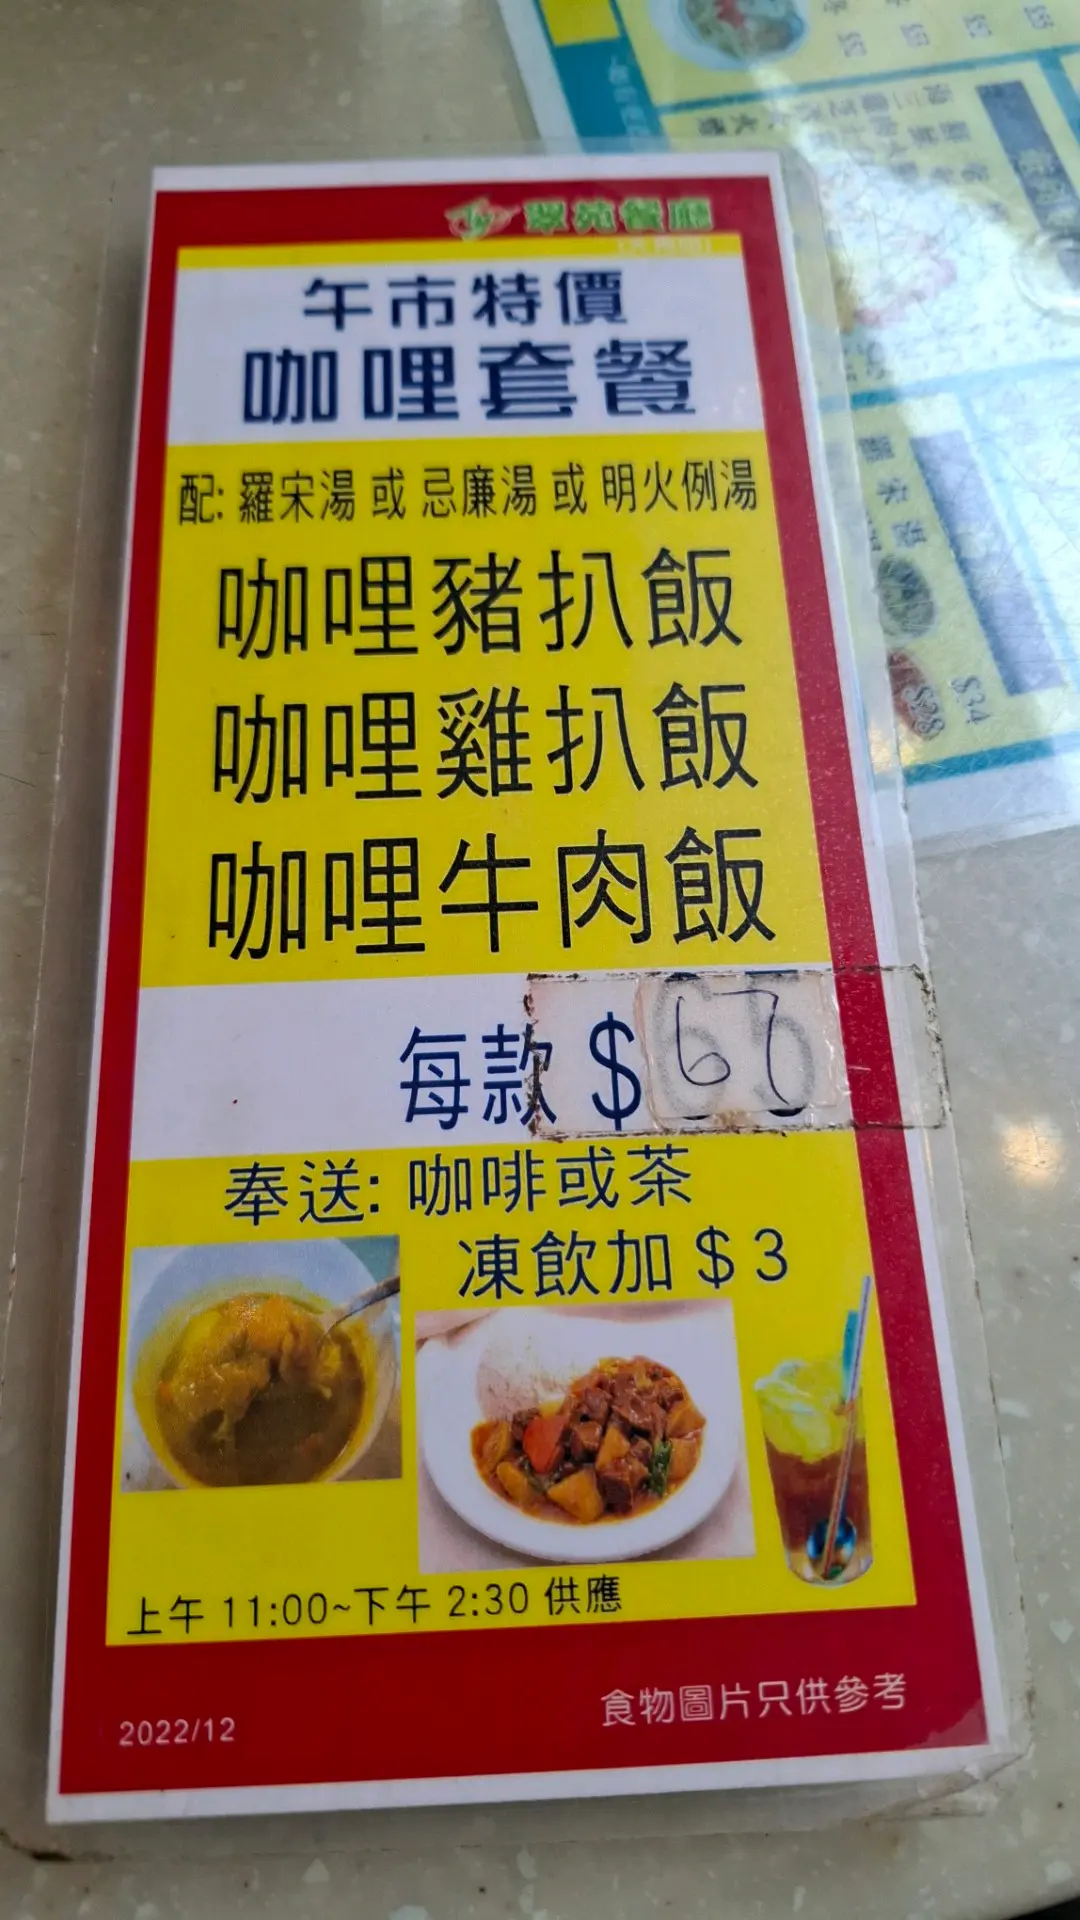 翠苑餐廳
午市特價
咖哩套餐
配: 羅宋湯 或 忌廉湯 或 明火例湯
咖哩豬扒飯
咖哩雞扒飯
咖哩牛肉飯
每款 $67
奉送: 咖啡或茶
凍飲加 $3
上午 11:00~下午 2:30 供應
食物圖片只供參考
2022/12
$34